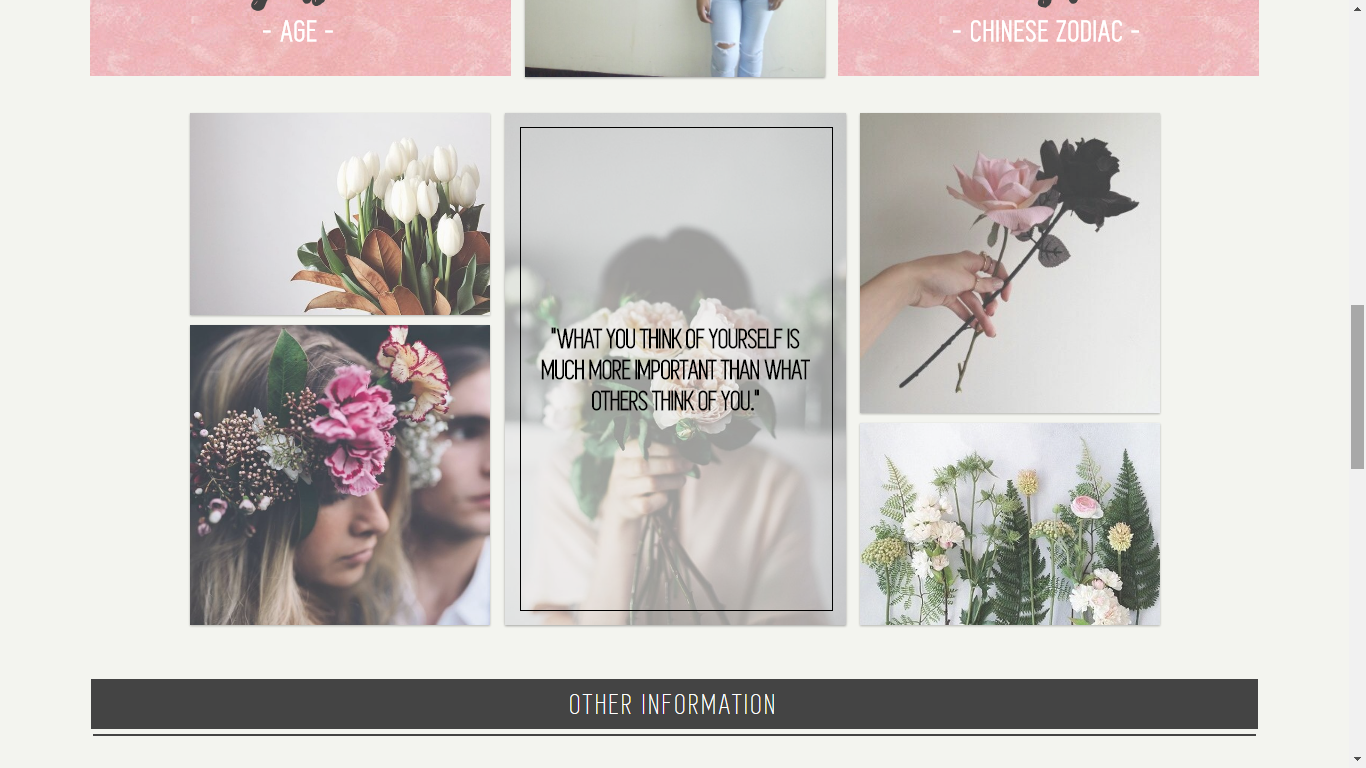 - AGE -
- CHINESE ZODIAC -
"WHAT YOU THINK OF YOURSELF IS
MUCH MORE IMPORTANT THAN WHAT
OTHERS THINK OF YOU."
OTHER INFORMATION